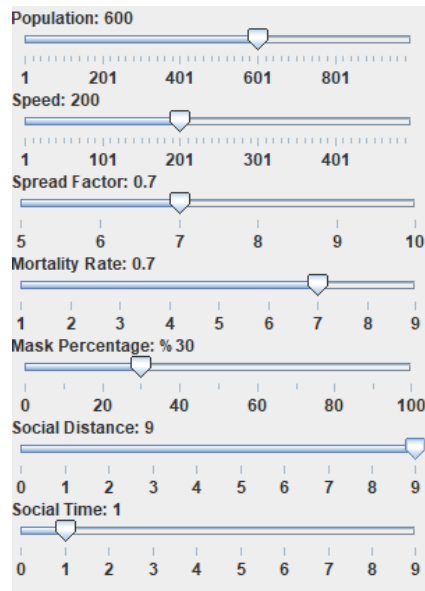 Population: 600
1 201 401 601 801
Speed: 200
1 101 201 301 401
Spread Factor: 0.7
5 6 7 8 9 10
Mortality Rate: 0.7
1 2 3 4 5 6 7 8 9
Mask Percentage: %30
0 20 40 60 80 100
Social Distance: 9
0 1 2 3 4 5 6 7 8 9
Social Time: 1
0 1 2 3 4 5 6 7 8 9